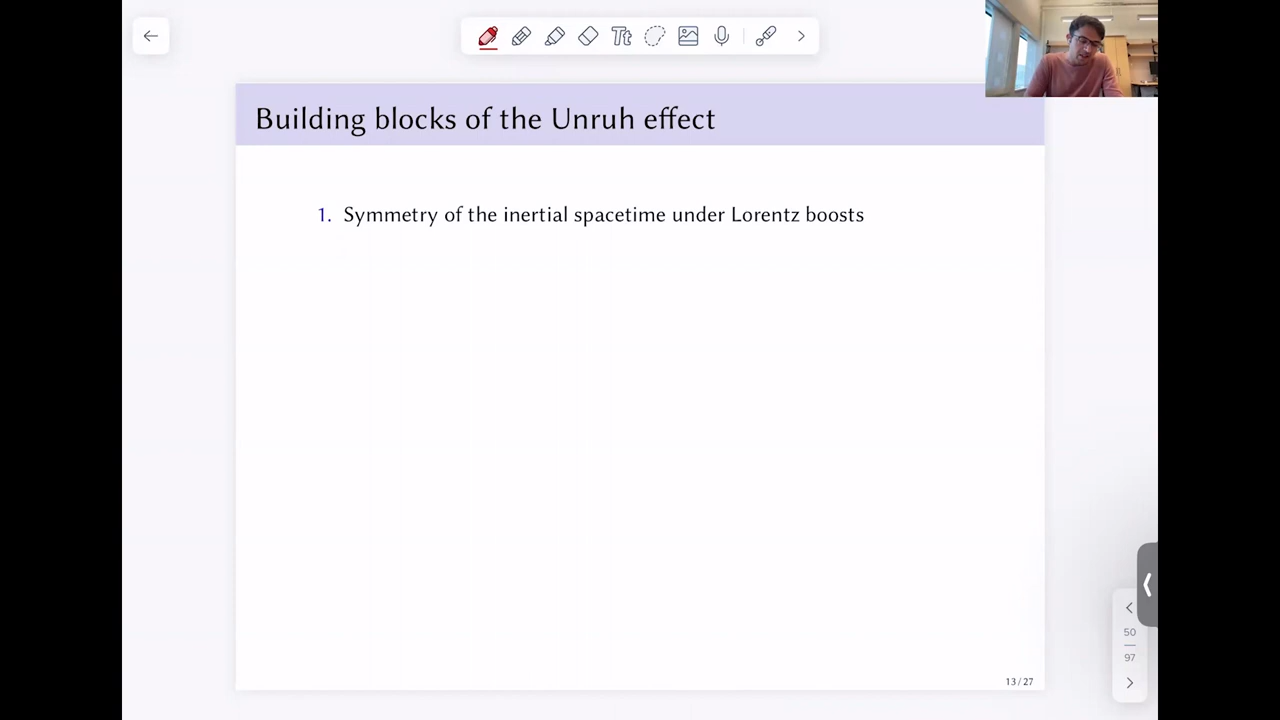 Tt
Building blocks of the Unruh effect
1. Symmetry of the inertial spacetime under Lorentz boosts
50
97
13/27